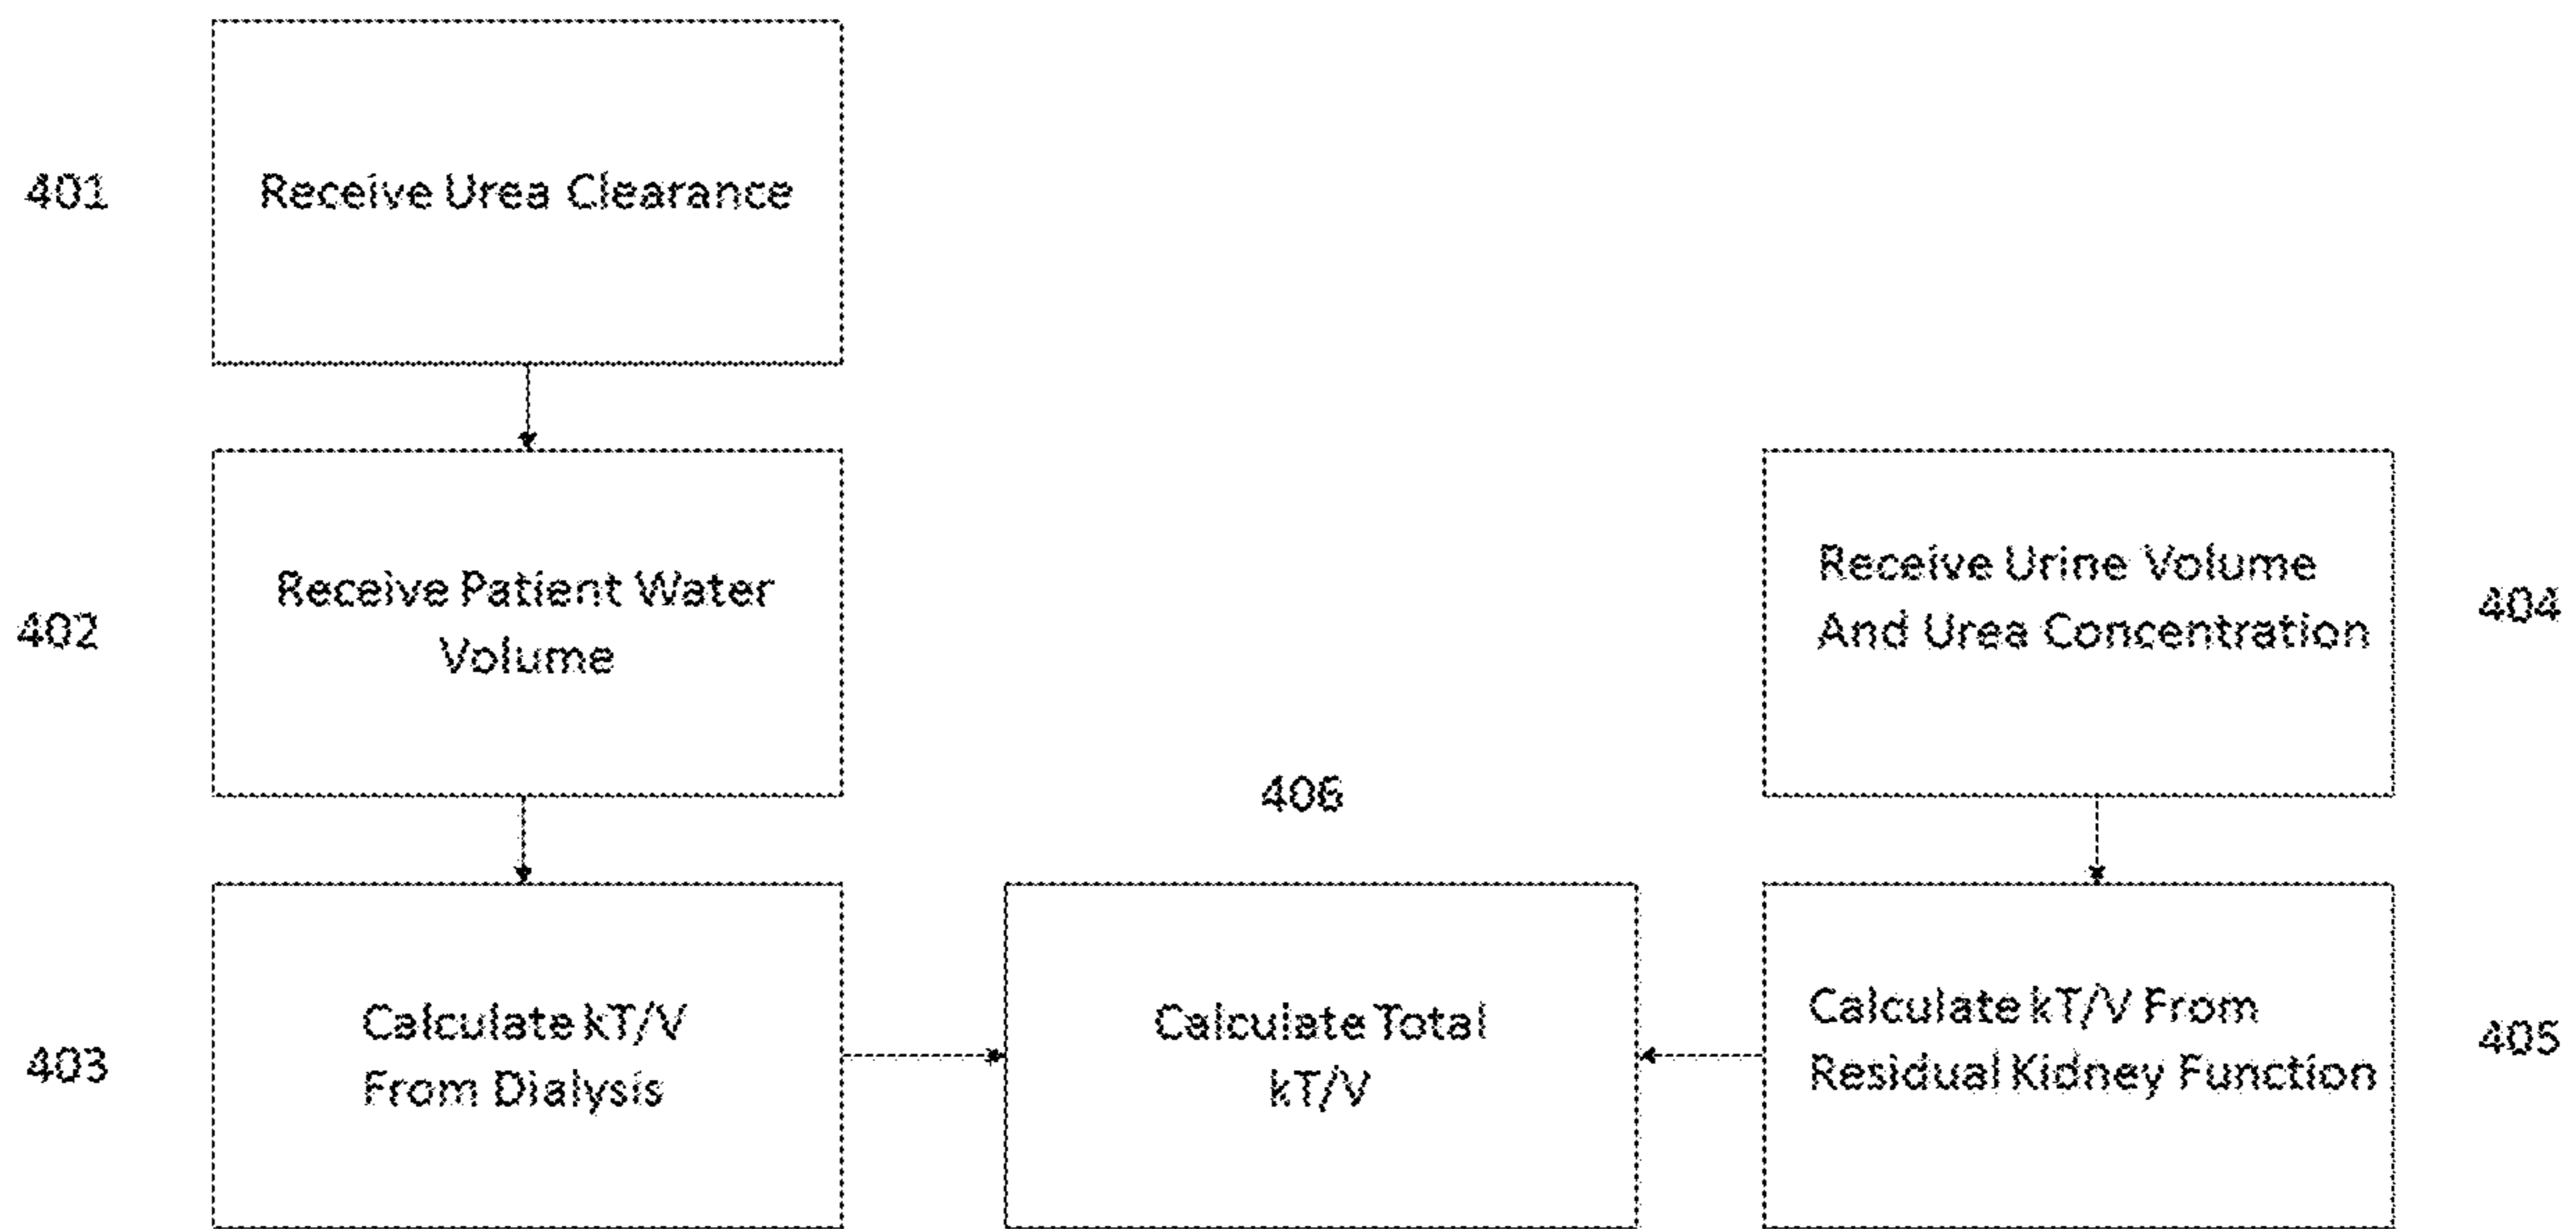 401
Receive Urea Clearance
402
Receive Patient Water
Volume
Receive Urine Volume
And Urea Concentration
404
406
403
Calculate kT/V
From Dialysis
Calculate Total
kT/V
Calculate kT/V From
Residual Kidney Function
405